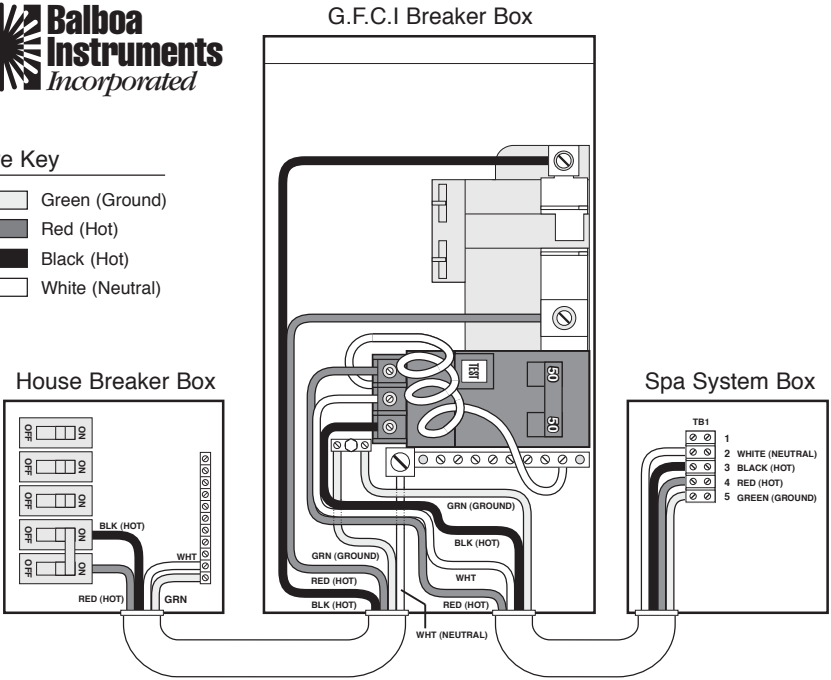 Balboa
Instruments
Incorporated
G.F.C.I Breaker Box
e Key
Green (Ground)
Red (Hot)
Black (Hot)
White (Neutral)
TEST
50
50
House Breaker Box
OFF ON
OFF ON
OFF ON
OFF ON
OFF ON
BLK (HOT)
WHT
RED (HOT)
GRN
GRN (GROUND)
BLK (HOT)
GRN (GROUND)
RED (HOT)
WHT
BLK (HOT)
RED (HOT)
WHT (NEUTRAL)
Spa System Box
TB1
1
2 WHITE (NEUTRAL)
3 BLACK (HOT)
4 RED (HOT)
5 GREEN (GROUND)